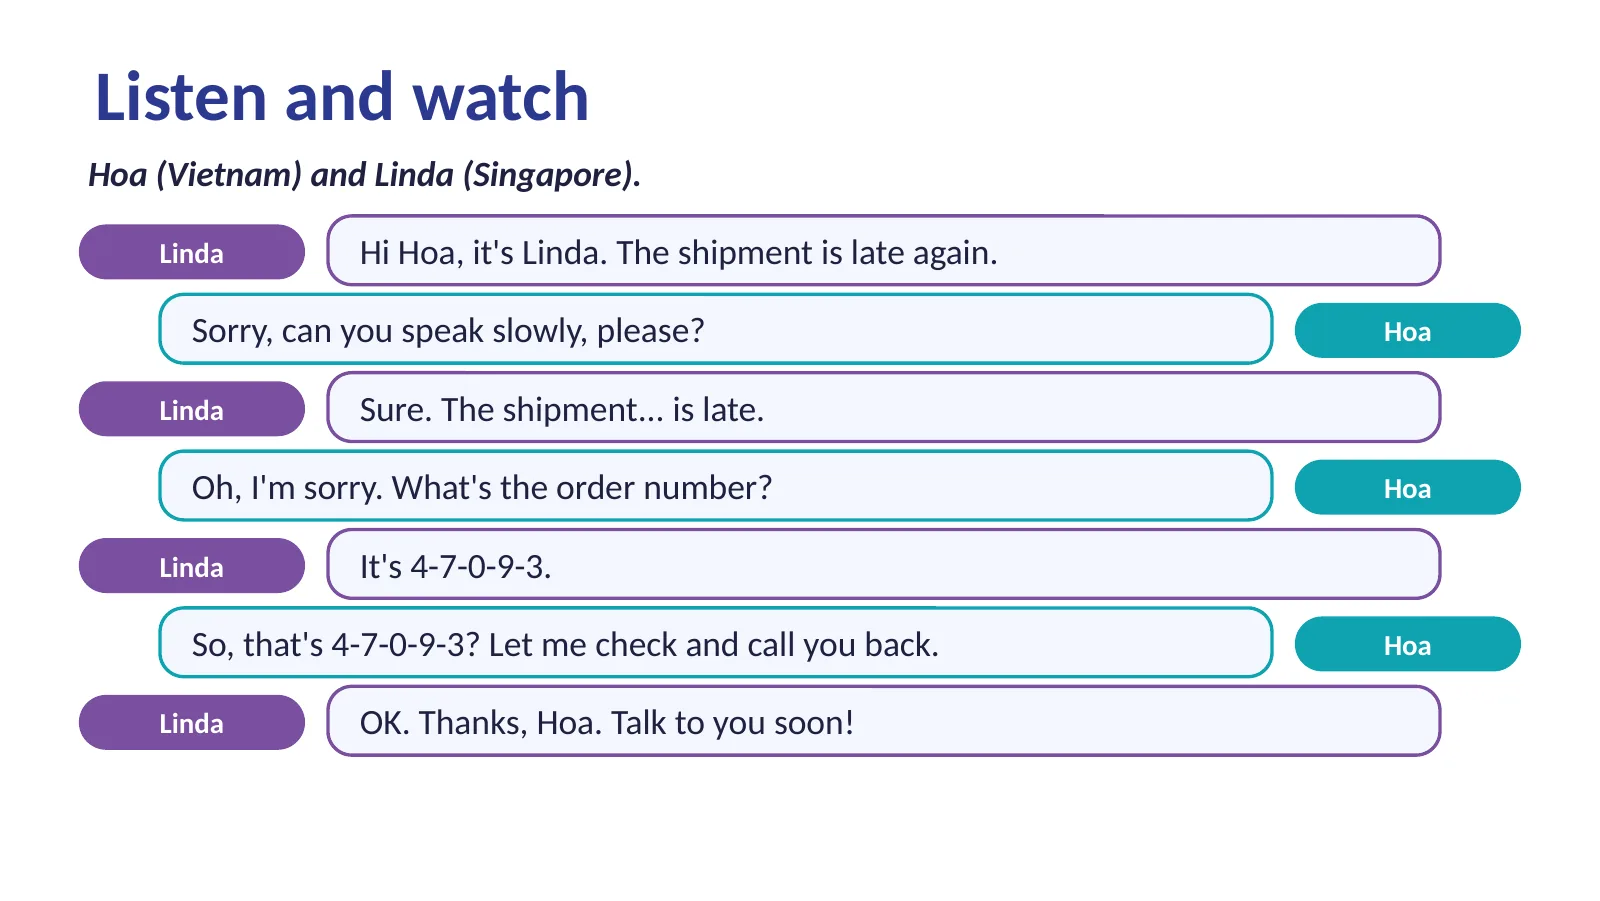 Listen and watch
Hoa (Vietnam) and Linda (Singapore).
Linda
Hi Hoa, it's Linda. The shipment is late again.
Sorry, can you speak slowly, please?
Hoa
Linda
Sure. The shipment... is late.
Oh, I'm sorry. What's the order number?
Hoa
Linda
It's 4-7-0-9-3.
So, that's 4-7-0-9-3? Let me check and call you back.
Hoa
Linda
OK. Thanks, Hoa. Talk to you soon!